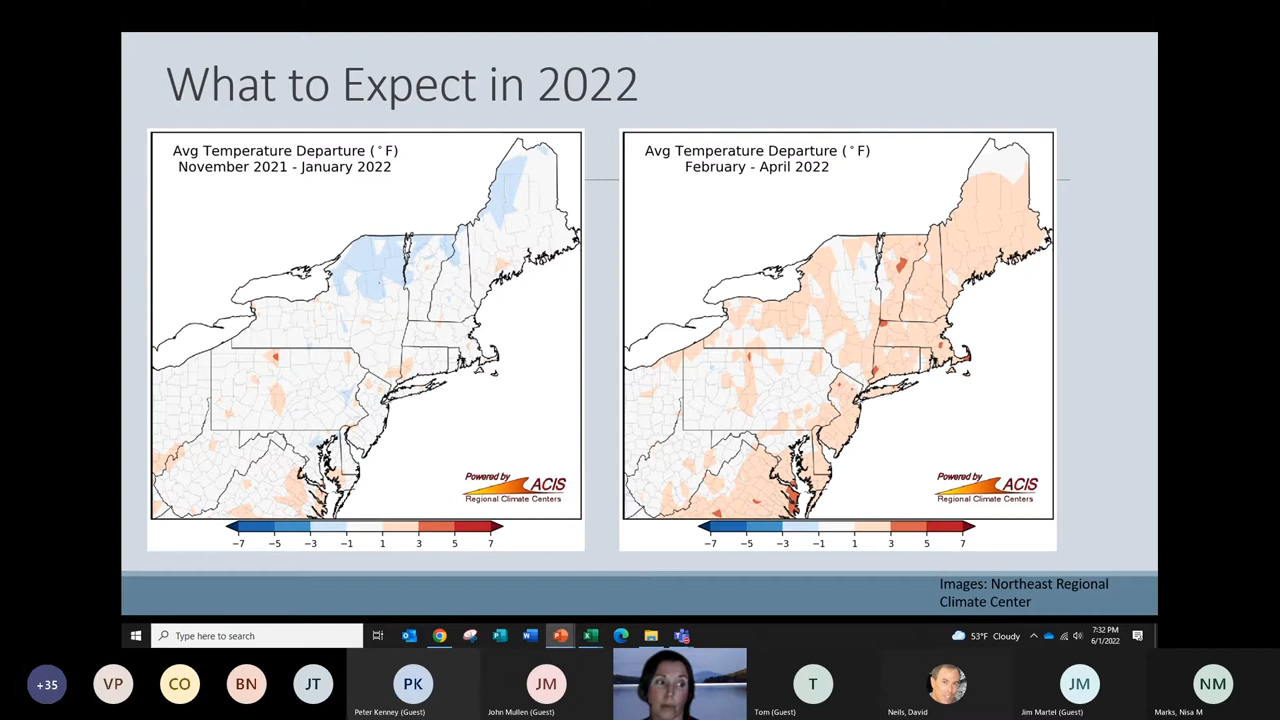 What to Expect in 2022
Avg Temperature Departure (°F)
November 2021 - January 2022
Powered by
ACIS
Regional Climate Centers
−7 −5 −3 −1 1 3 5 7
Avg Temperature Departure (°F)
February - April 2022
Powered by
ACIS
Regional Climate Centers
−7 −5 −3 −1 1 3 5 7
Images: Northeast Regional
Climate Center
Type here to search
53°F Cloudy
7:32 PM
6/1/2022
+35
VP
CO
BN
JT
PK
Peter Kenney (Guest)
JM
John Mullen (Guest)
T
Tom (Guest)
Neils, David
JM
Jim Martel (Guest)
NM
Marks, Nisa M